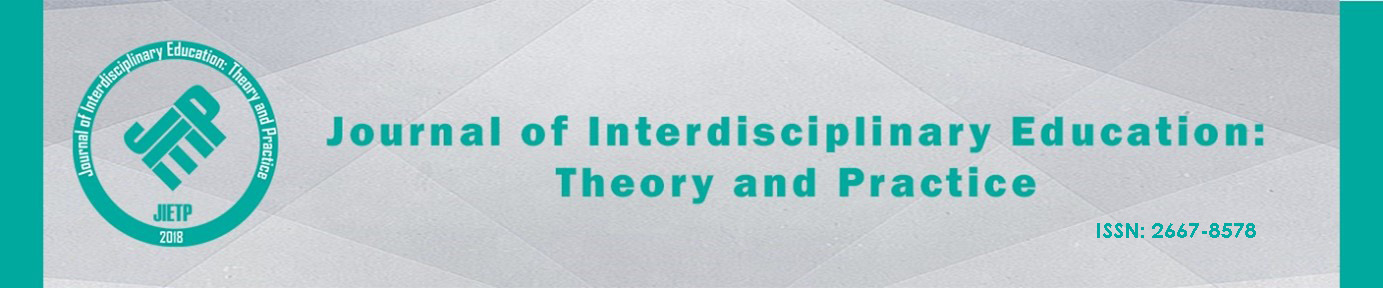 Journal of Interdisciplinary Education: Theory and Practice
JIETP
JIETP
2018
Journal of Interdisciplinary Education:
Theory and Practice
ISSN: 2667-8578